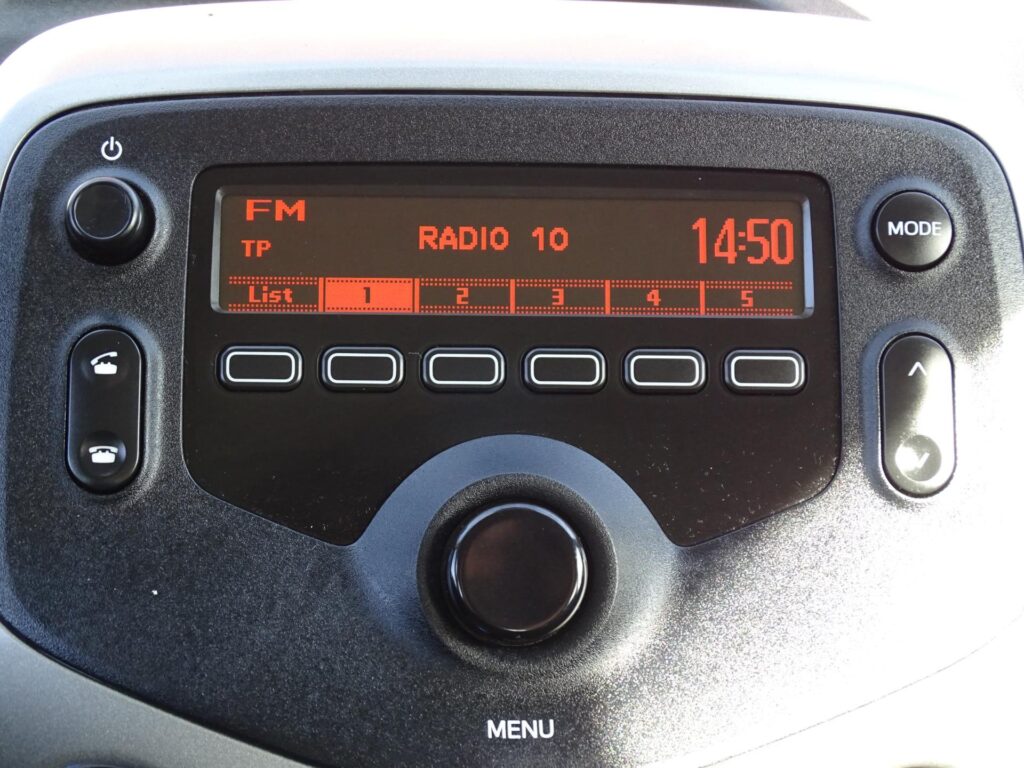 FM
TP
RADIO 10
14:50
List 1 2 3 4 5
MODE
MENU